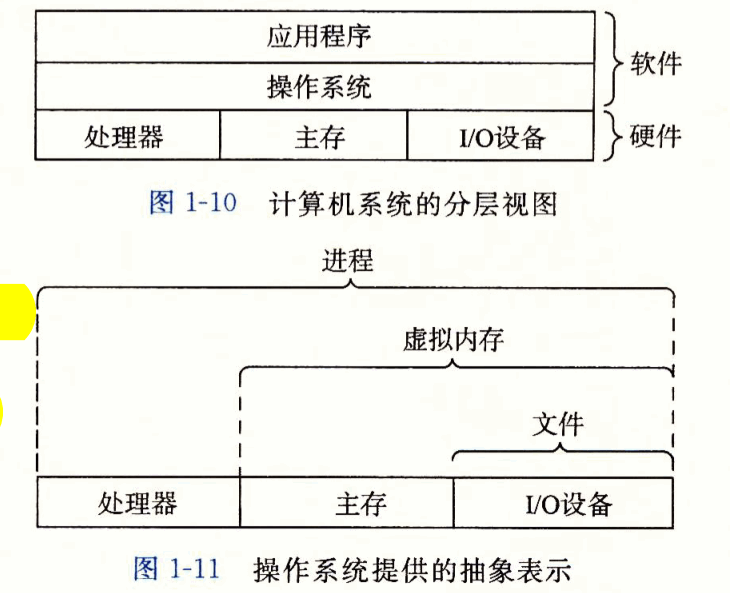 应用程序
操作系统
软件
处理器 主存 I/O设备
硬件
图 1-10 计算机系统的分层视图
进程
虚拟内存
文件
处理器 主存 I/O设备
图 1-11 操作系统提供的抽象表示